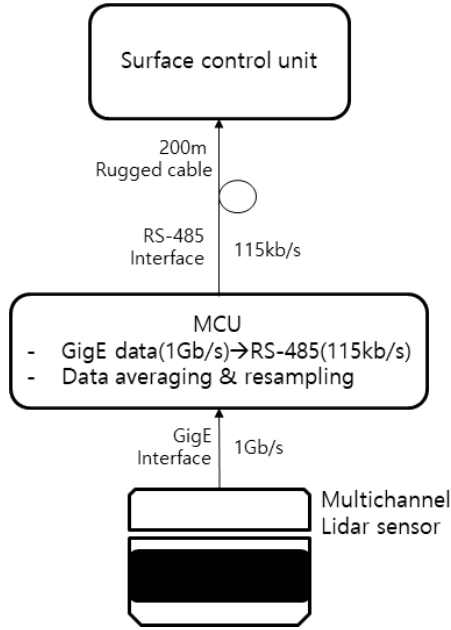 Surface control unit
200m
Rugged cable
RS-485
Interface
115kb/s
MCU
- GigE data(1Gb/s)→RS-485(115kb/s)
- Data averaging & resampling
GigE
Interface
1Gb/s
Multichannel
Lidar sensor